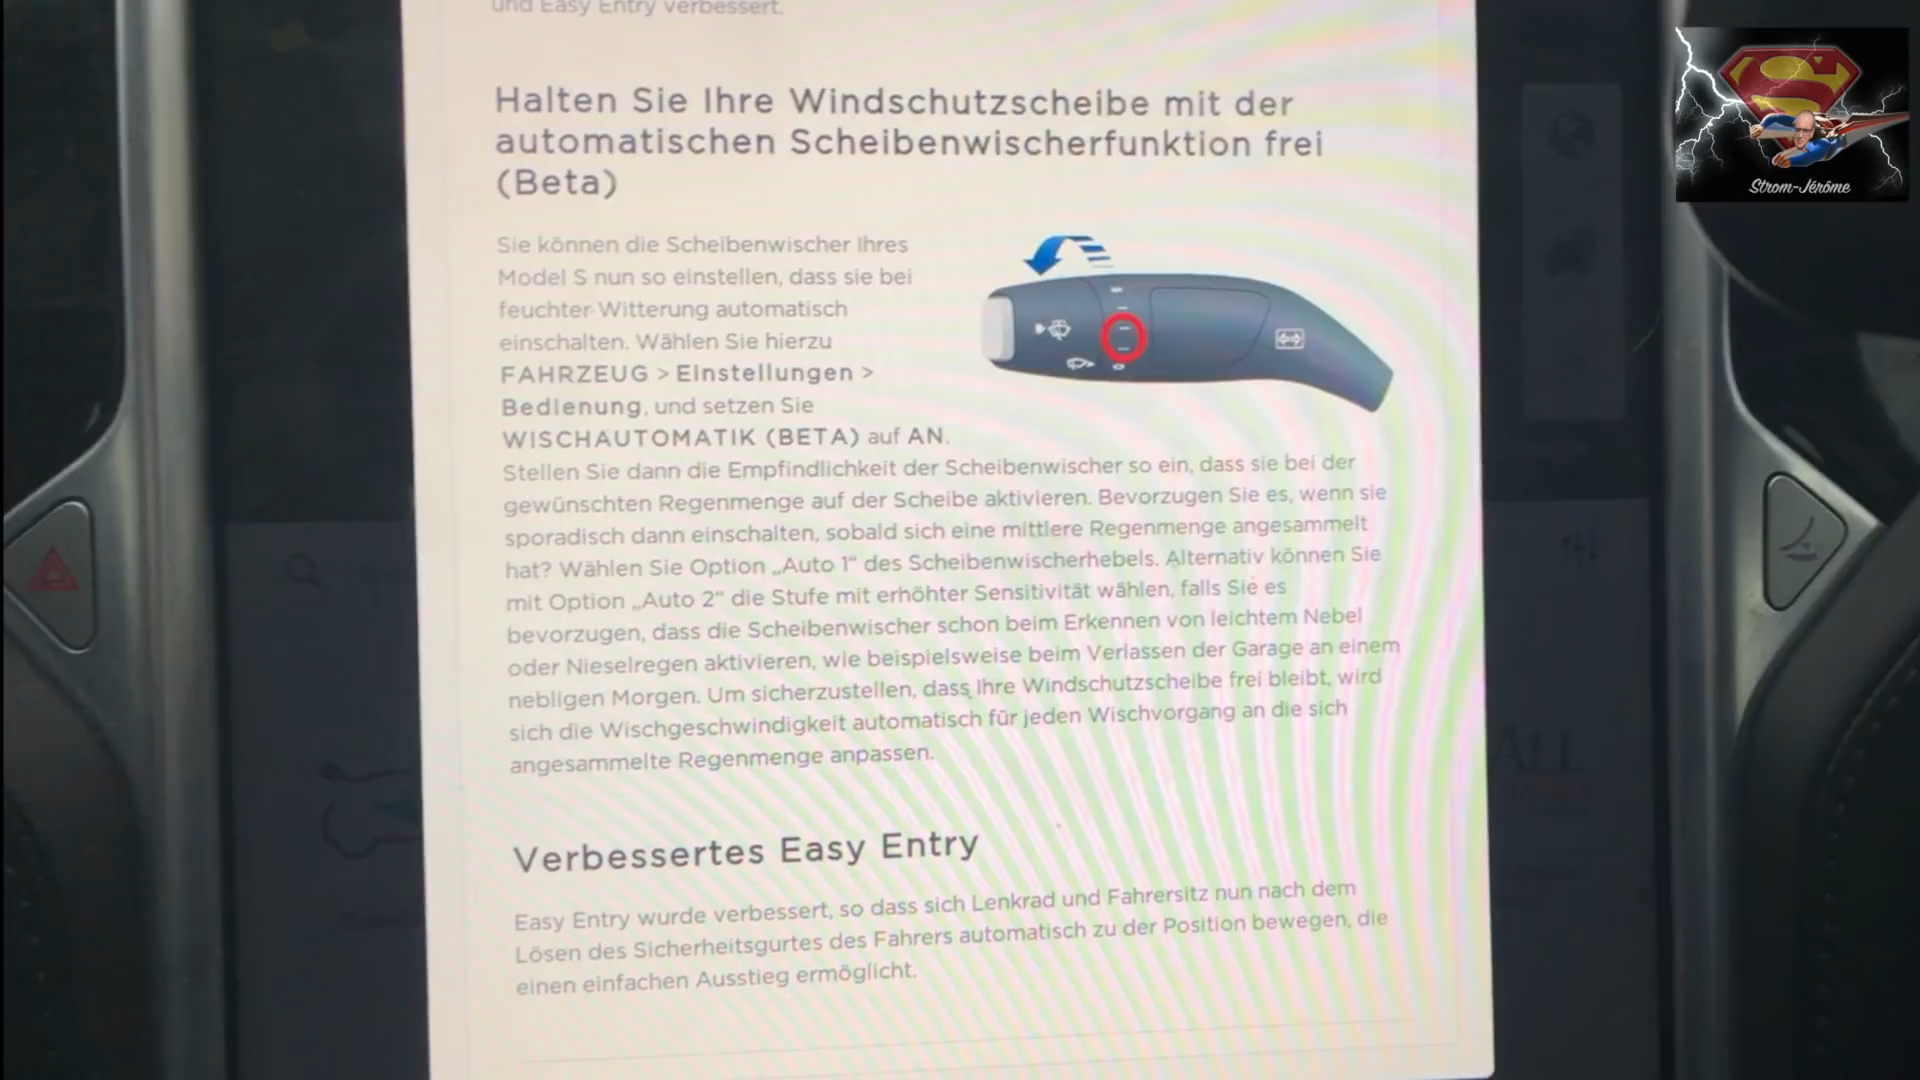 und Easy Entry verbessert.
Halten Sie Ihre Windschutzscheibe mit der
automatischen Scheibenwischerfunktion frei
(Beta)
Sie können die Scheibenwischer Ihres
Model S nun so einstellen, dass sie bei
feuchter Witterung automatisch
einschalten. Wählen Sie hierzu
FAHRZEUG > Einstellungen >
Bedienung, und setzen Sie
WISCHAUTOMATIK (BETA) auf AN.
Stellen Sie dann die Empfindlichkeit der Scheibenwischer so ein, dass sie bei der
gewünschten Regenmenge auf der Scheibe aktivieren. Bevorzugen Sie es, wenn sie
sporadisch dann einschalten, sobald sich eine mittlere Regenmenge angesammelt
hat? Wählen Sie Option „Auto 1“ des Scheibenwischerhebels. Alternativ können Sie
mit Option „Auto 2“ die Stufe mit erhöhter Sensitivität wählen, falls Sie es
bevorzugen, dass die Scheibenwischer schon beim Erkennen von leichtem Nebel
oder Nieselregen aktivieren, wie beispielsweise beim Verlassen der Garage an einem
nebligen Morgen. Um sicherzustellen, dass Ihre Windschutzscheibe frei bleibt, wird
sich die Wischgeschwindigkeit automatisch für jeden Wischvorgang an die sich
angesammelte Regenmenge anpassen.
Verbessertes Easy Entry
Easy Entry wurde verbessert, so dass sich Lenkrad und Fahrersitz nun nach dem
Lösen des Sicherheitsgurtes des Fahrers automatisch zu der Position bewegen, die
einen einfachen Ausstieg ermöglicht.
Strom-Jérôme
ALL